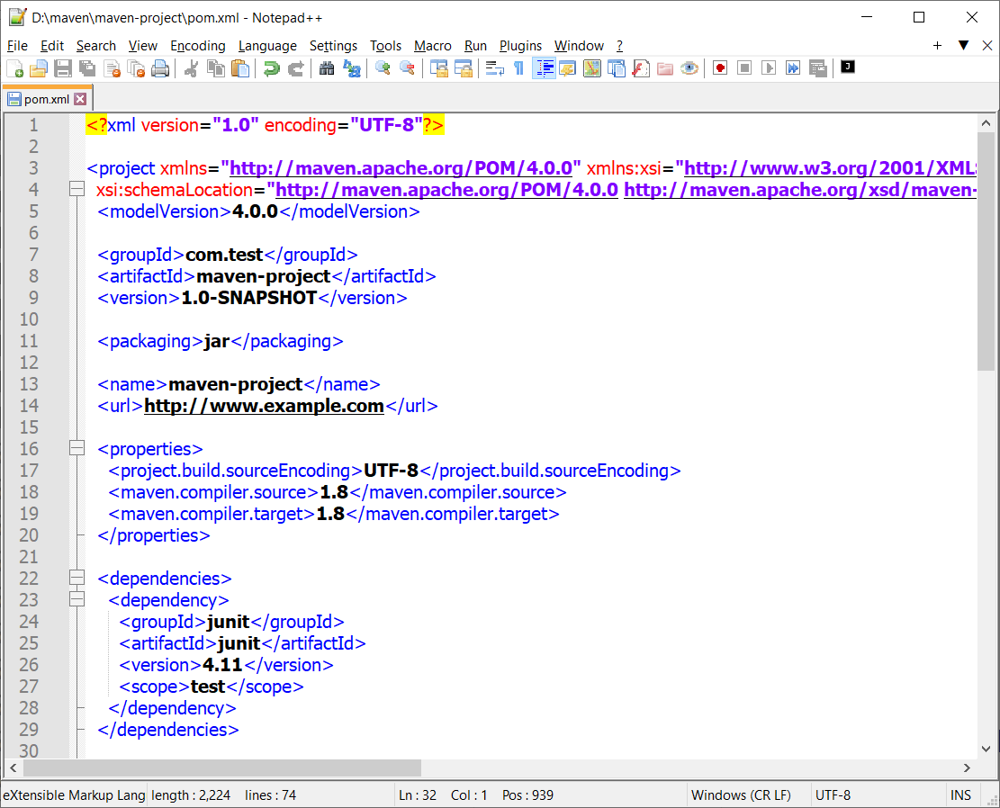 D:\maven\maven-project\pom.xml - Notepad++
File Edit Search View Encoding Language Settings Tools Macro Run Plugins Window ? + ▼ X
pom.xml
1 <?xml version="1.0" encoding="UTF-8"?>
2
3 <project xmlns="http://maven.apache.org/POM/4.0.0" xmlns:xsi="http://www.w3.org/2001/XML
4 xsi:schemaLocation="http://maven.apache.org/POM/4.0.0 http://maven.apache.org/xsd/maven-
5 <modelVersion>4.0.0</modelVersion>
6
7 <groupId>com.test</groupId>
8 <artifactId>maven-project</artifactId>
9 <version>1.0-SNAPSHOT</version>
10
11 <packaging>jar</packaging>
12
13 <name>maven-project</name>
14 <url>http://www.example.com</url>
15
16 <properties>
17 <project.build.sourceEncoding>UTF-8</project.build.sourceEncoding>
18 <maven.compiler.source>1.8</maven.compiler.source>
19 <maven.compiler.target>1.8</maven.compiler.target>
20 </properties>
21
22 <dependencies>
23 <dependency>
24 <groupId>junit</groupId>
25 <artifactId>junit</artifactId>
26 <version>4.11</version>
27 <scope>test</scope>
28 </dependency>
29 </dependencies>
30
eXtensible Markup Lang length : 2,224 lines : 74 Ln : 32 Col : 1 Pos : 939 Windows (CR LF) UTF-8 INS